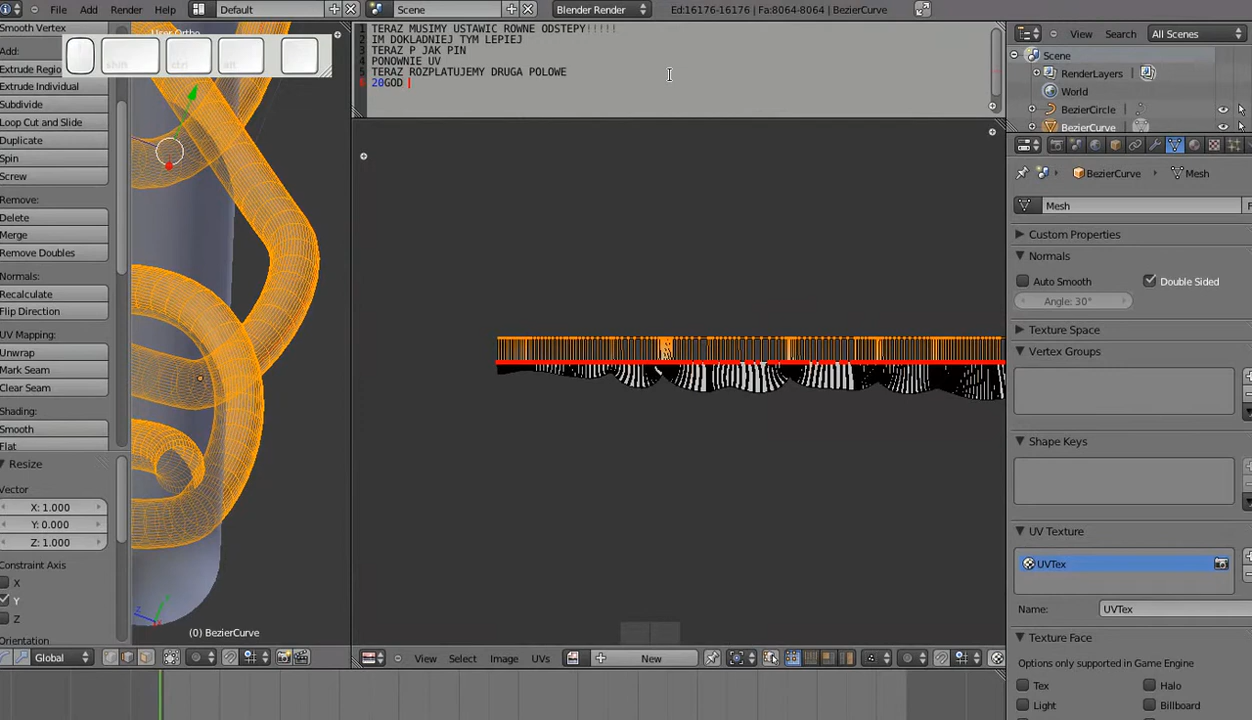 File
Add
Render
Help
Default
Scene
Blender Render
Ed:16176-16176 | Fa:8064-8064 | BezierCurve
Smooth Vertex
User Ortho
shift
ctrl
alt
Add:
Extrude Regio
Extrude Individual
Subdivide
Loop Cut and Slide
Duplicate
Spin
Screw
Remove:
Delete
Merge
Remove Doubles
Normals:
Recalculate
Flip Direction
UV Mapping:
Unwrap
Mark Seam
Clear Seam
Shading:
Smooth
Flat
Resize
Vector
X: 1.000
Y: 0.000
Z: 1.000
Constraint Axis
X
Y
Z
Orientation
Global
(0) BezierCurve
1 TERAZ MUSIMY USTAWIC ROWNE ODSTEPY!!!!!
2 IM DOKLADNIEJ TYM LEPIEJ
3 TERAZ P JAK PIN
4 PONOWNIE UV
5 TERAZ ROZPLATUJEMY DRUGA POLOWE
20GOD
View
Select
Image
UVs
New
View
Search
All Scenes
Scene
RenderLayers
World
BezierCircle
BezierCurve
BezierCurve
Mesh
Mesh
F
Custom Properties
Normals
Auto Smooth
Double Sided
Angle: 30°
Texture Space
Vertex Groups
Shape Keys
UV Texture
UVTex
Name:
UVTex
Texture Face
Options only supported in Game Engine
Tex
Halo
Light
Billboard